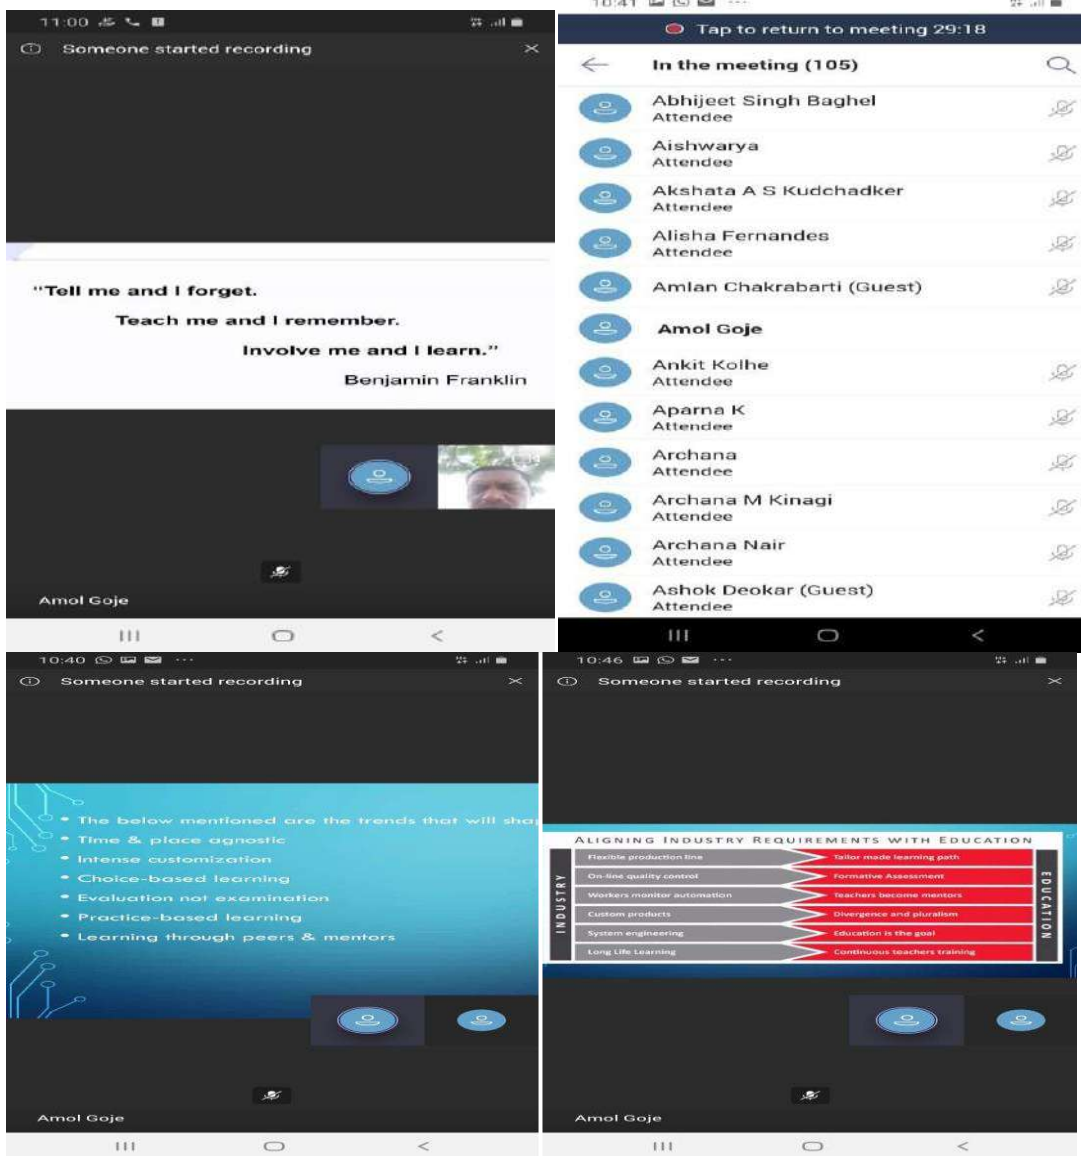 11:00
Someone started recording
"Tell me and I forget.
Teach me and I remember.
Involve me and I learn."
Benjamin Franklin
Amol Goje
10:41
Tap to return to meeting 29:18
In the meeting (105)
Abhijeet Singh Baghel
Attendee
Aishwarya
Attendee
Akshata A S Kudchadker
Attendee
Alisha Fernandes
Attendee
Amlan Chakrabarti (Guest)
Amol Goje
Ankit Kolhe
Attendee
Aparna K
Attendee
Archana
Attendee
Archana M Kinagi
Attendee
Archana Nair
Attendee
Ashok Deokar (Guest)
Attendee
10:40
Someone started recording
• The below mentioned are the trends that will
• Time & place agnostic
• Intense customization
• Choice-based learning
• Evaluation not examination
• Practice-based learning
• Learning through peers & mentors
Amol Goje
10:46
Someone started recording
ALIGNING INDUSTRY REQUIREMENTS WITH EDUCATION
INDUSTRY
Flexible production line
Tailor made learning path
On-line quality control
Formative Assessment
Workers monitor automation
Teachers become mentors
Custom products
Divergence and pluralism
System engineering
Education is the goal
Long Life Learning
Continuous teachers training
EDUCATION
Amol Goje